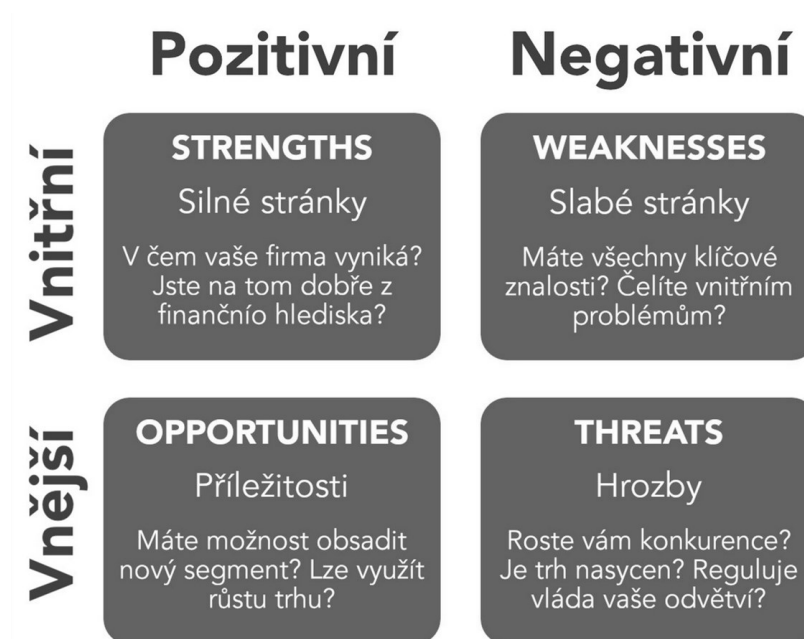 Pozitivní
Negativní
Vnitřní
STRENGTHS
Silné stránky
V čem vaše firma vyniká?
Jste na tom dobře z
finančnío hlediska?
WEAKNESSES
Slabé stránky
Máte všechny klíčové
znalosti? Čelíte vnitřním
problémům?
Vnější
OPPORTUNITIES
Příležitosti
Máte možnost obsadit
nový segment? Lze využít
růstu trhu?
THREATS
Hrozby
Roste vám konkurence?
Je trh nasycen? Reguluje
vláda vaše odvětví?